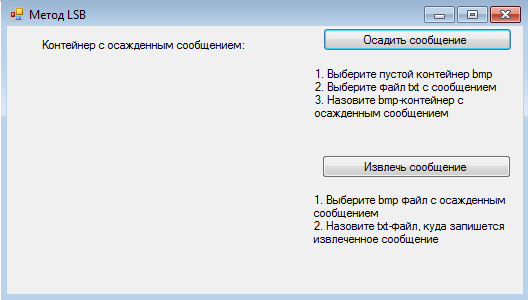 Метод LSB
Контейнер с осажденным сообщением:
Осадить сообщение
1. Выберите пустой контейнер bmp
2. Выберите файл txt с сообщением
3. Назовите bmp-контейнер с
осажденным сообщением
Извлечь сообщение
1. Выберите bmp файл с осажденным
сообщением
2. Назовите txt-файл, куда запишется
извлеченное сообщение